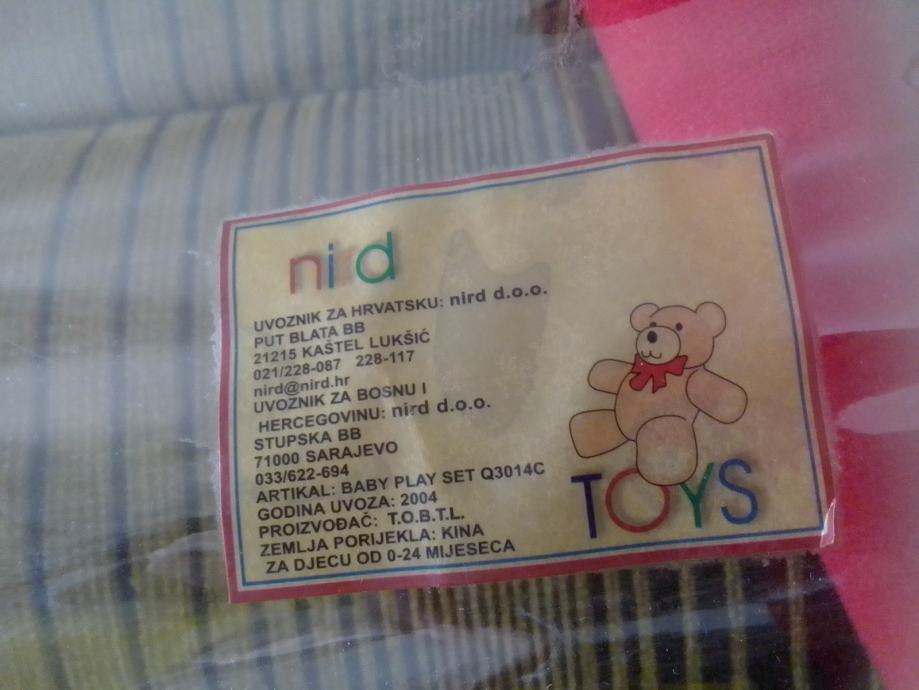 nird
UVOZNIK ZA HRVATSKU: nird d.o.o.
PUT BLATA BB
21215 KAŠTEL LUKŠIĆ
021/228-087 228-117
nird@nird.hr
UVOZNIK ZA BOSNU I
HERCEGOVINU: nird d.o.o.
STUPSKA BB
71000 SARAJEVO
033/622-694
ARTIKAL: BABY PLAY SET Q3014C
GODINA UVOZA: 2004
PROIZVOĐAČ: T.O.B.T.L.
ZEMLJA PORIJEKLA: KINA
ZA DJECU OD 0-24 MIJESECA
TOYS